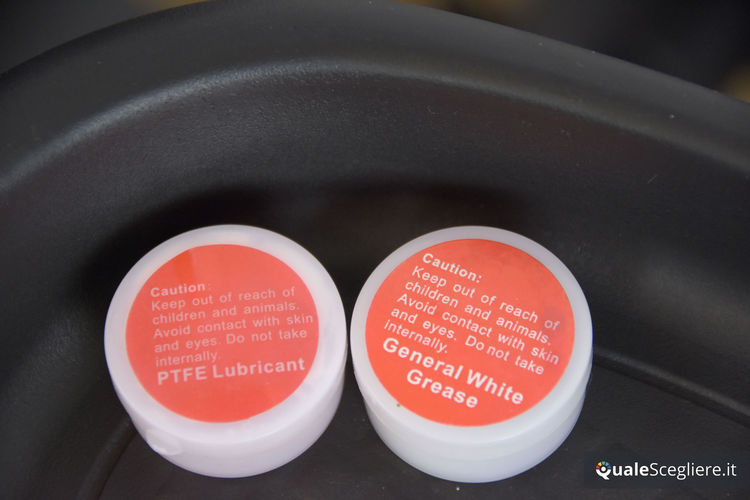 Caution:
Keep out of reach of
children and animals.
Avoid contact with skin
and eyes. Do not take
internally.
PTFE Lubricant
Caution:
Keep out of reach of
children and animals.
Avoid contact with skin
and eyes. Do not take
internally.
General White
Grease
QualeScegliere.it